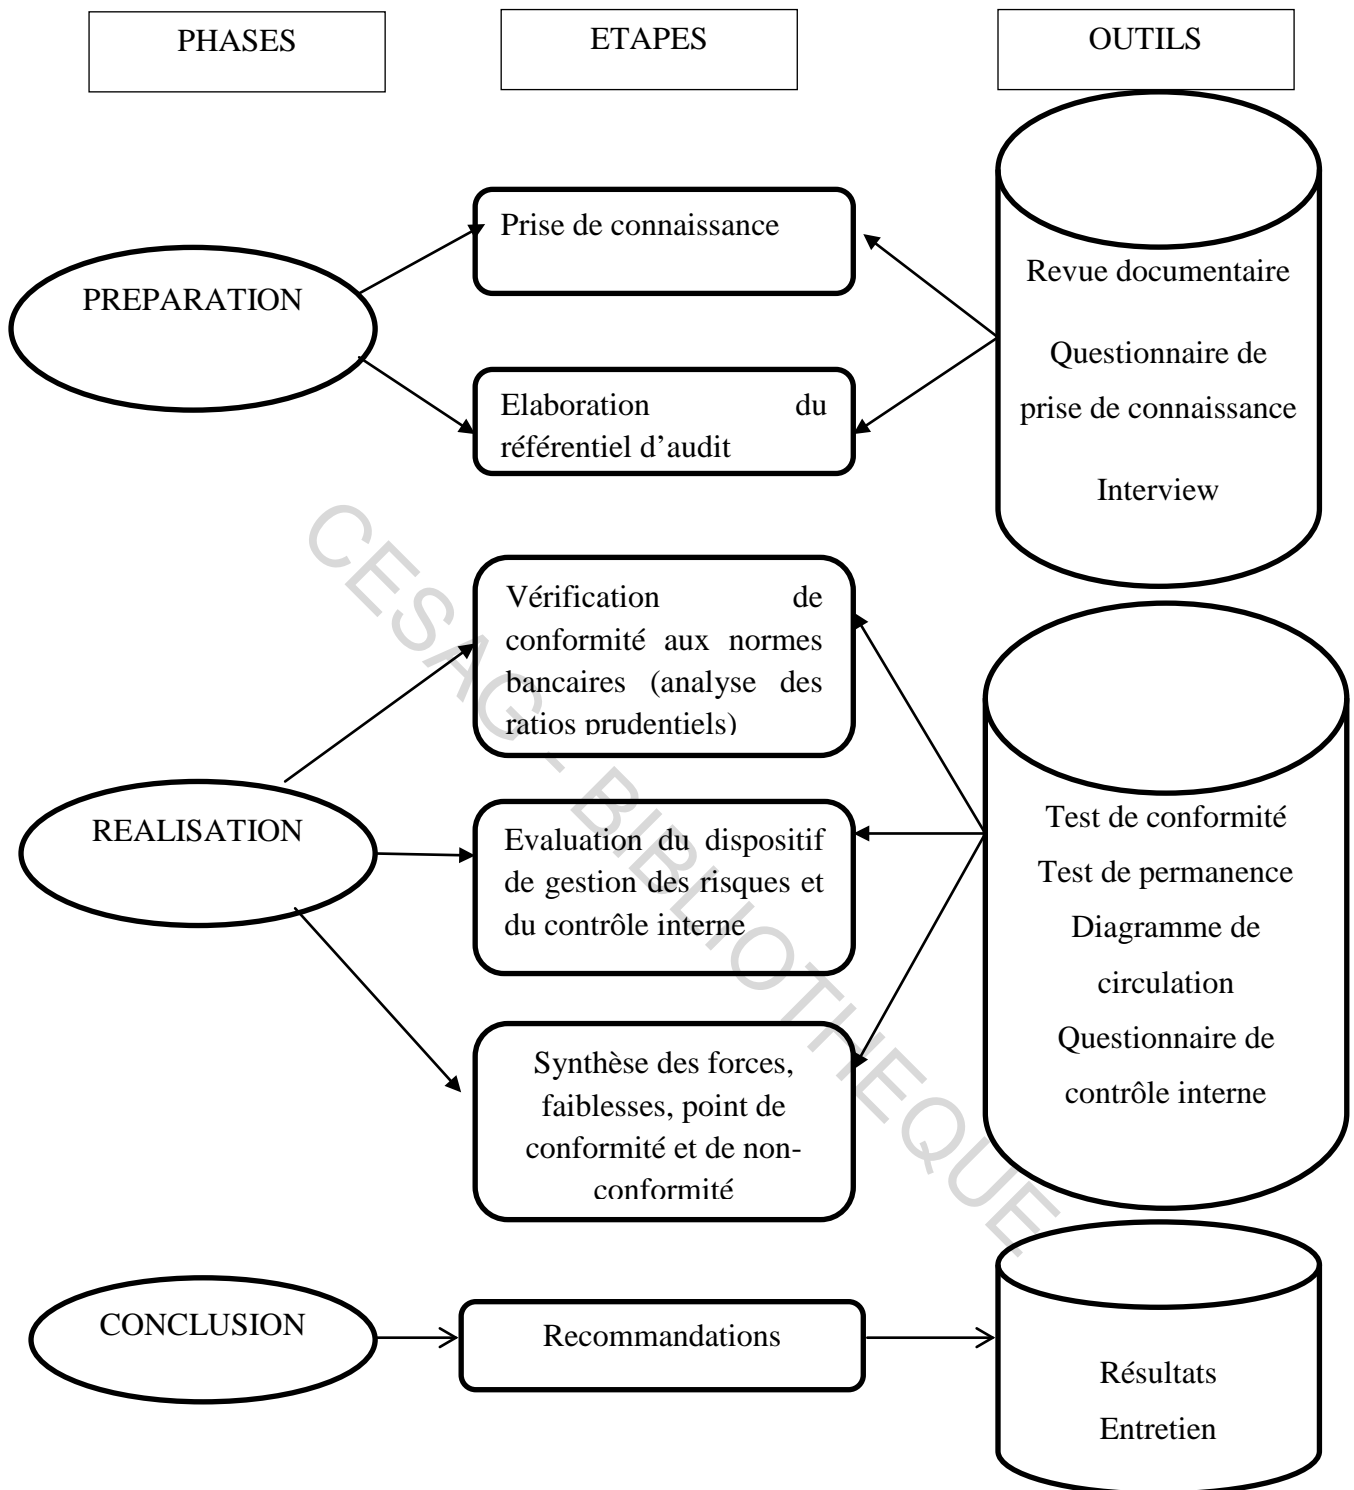 PHASES
ETAPES
OUTILS
PREPARATION
Prise de connaissance
Elaboration du
référentiel d’audit
Revue documentaire
Questionnaire de
prise de connaissance
Interview
REALISATION
Vérification de
conformité aux normes
bancaires (analyse des
ratios prudentiels)
Evaluation du dispositif
de gestion des risques et
du contrôle interne
Synthèse des forces,
faiblesses, point de
conformité et de non-
conformité
Test de conformité
Test de permanence
Diagramme de
circulation
Questionnaire de
contrôle interne
CONCLUSION
Recommandations
Résultats
Entretien
CESAG - BIBLIOTHEQUE